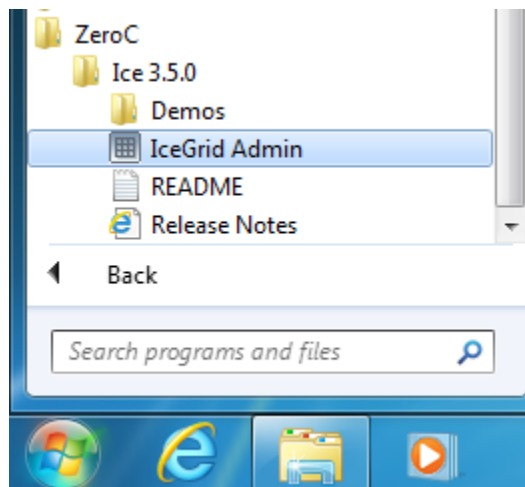 ZeroC
Ice 3.5.0
Demos
IceGrid Admin
README
Release Notes
Back
Search programs and files